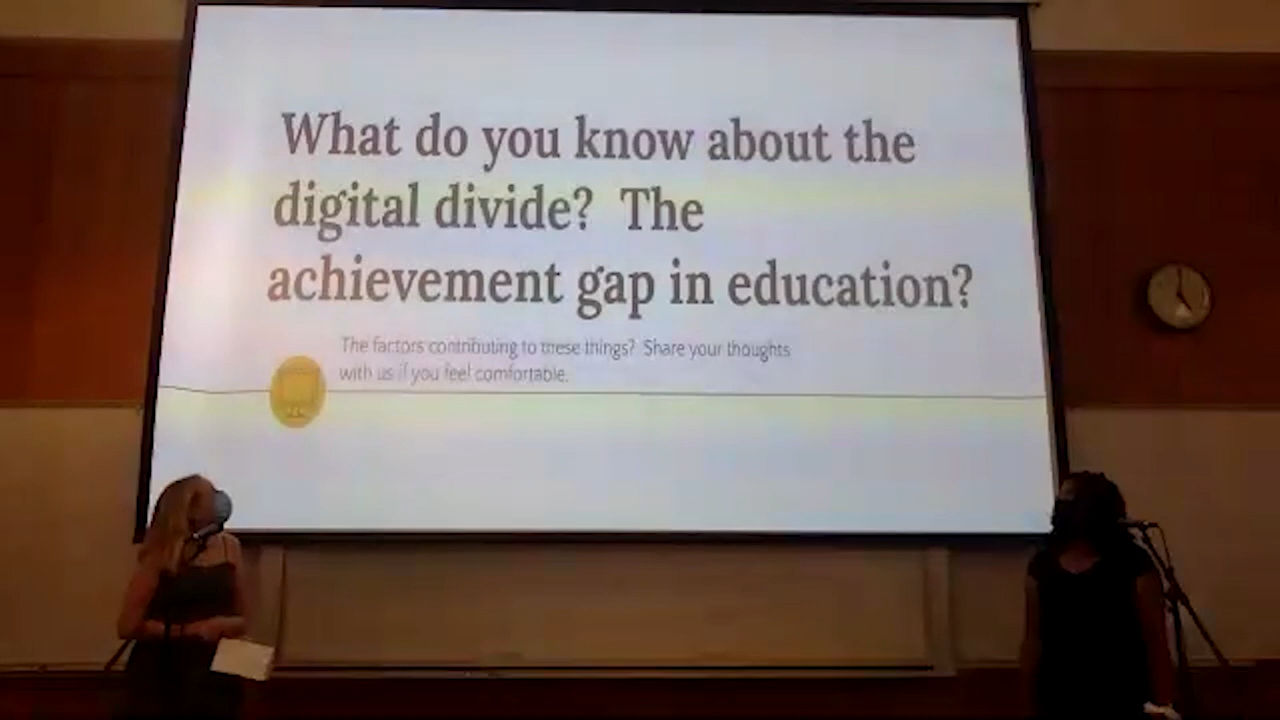 What do you know about the
digital divide?  The
achievement gap in education?
The factors contributing to these things?  Share your thoughts
with us if you feel comfortable.